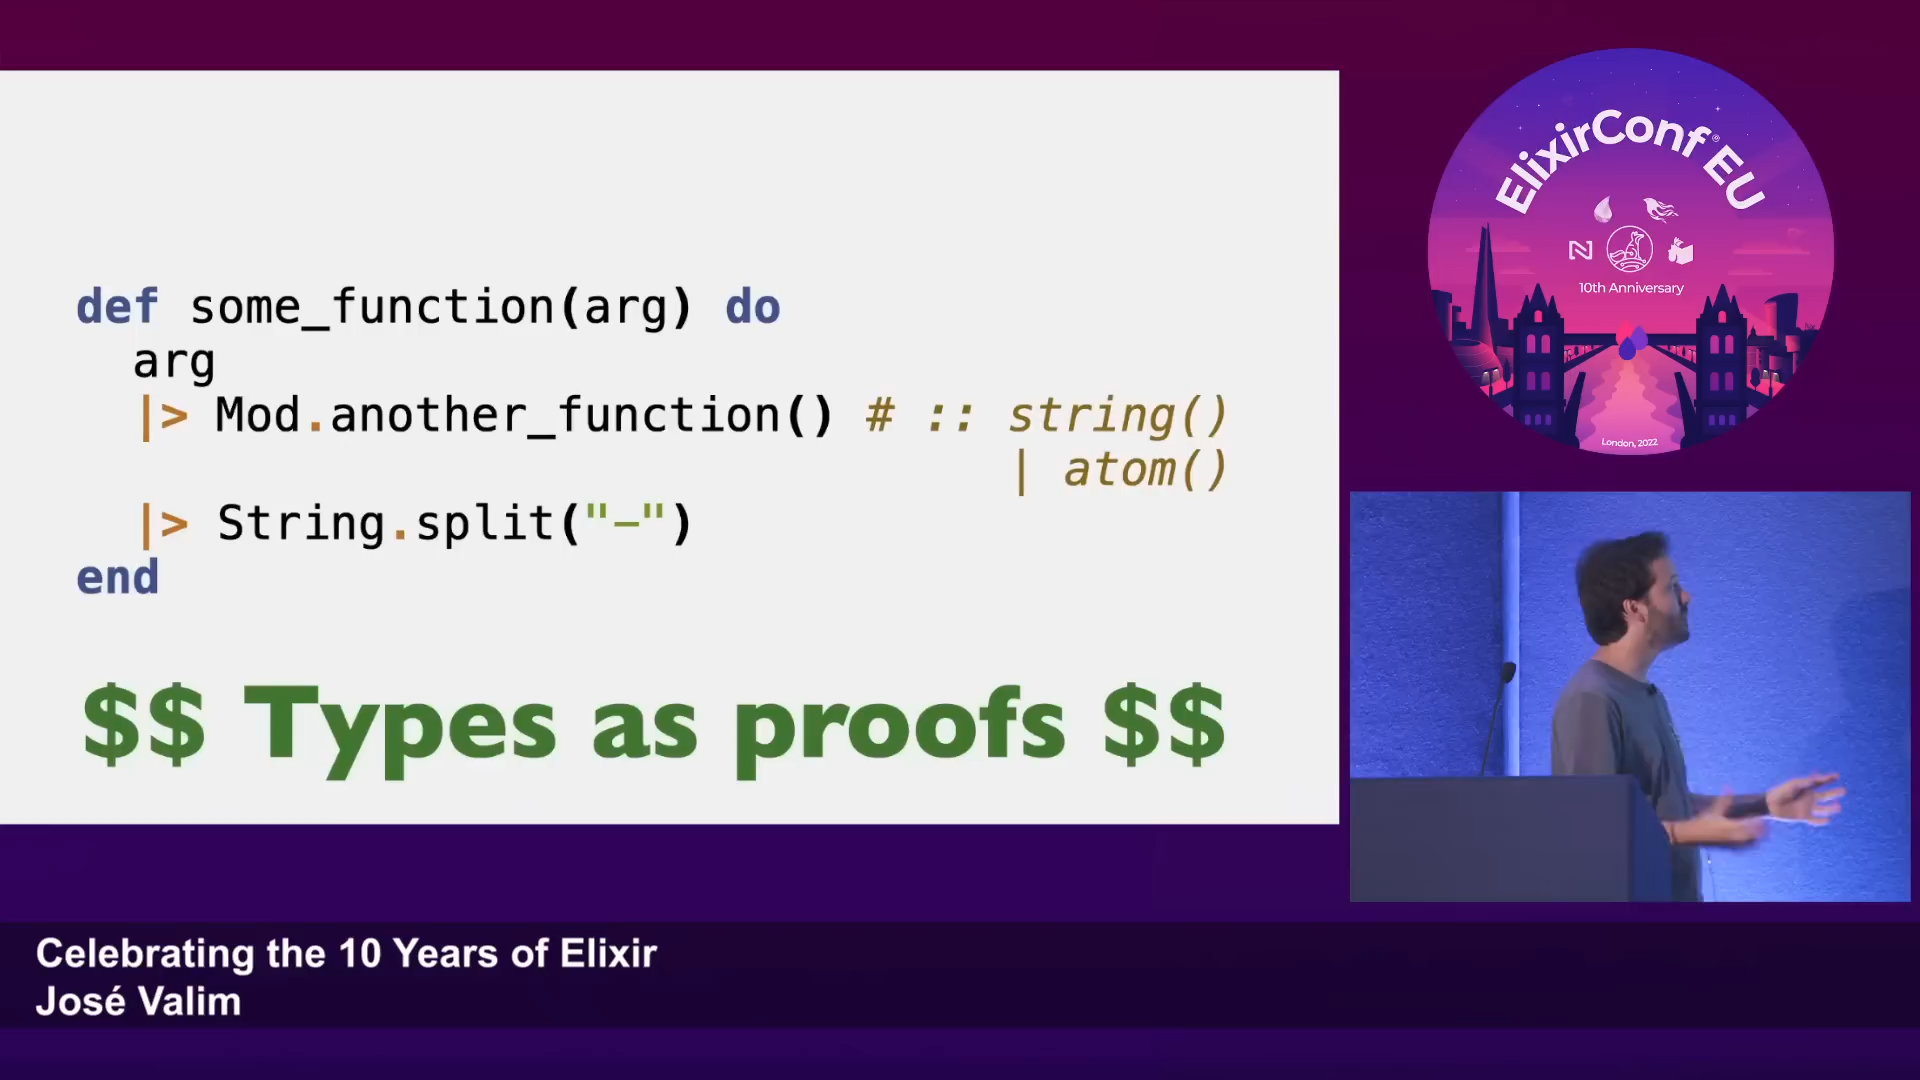 def some_function(arg) do
arg
|> Mod.another_function() # :: string()
| atom()
|> String.split("-")
end
$$ Types as proofs $$
ElixirConf® EU
10th Anniversary
London, 2022
Celebrating the 10 Years of Elixir
José Valim